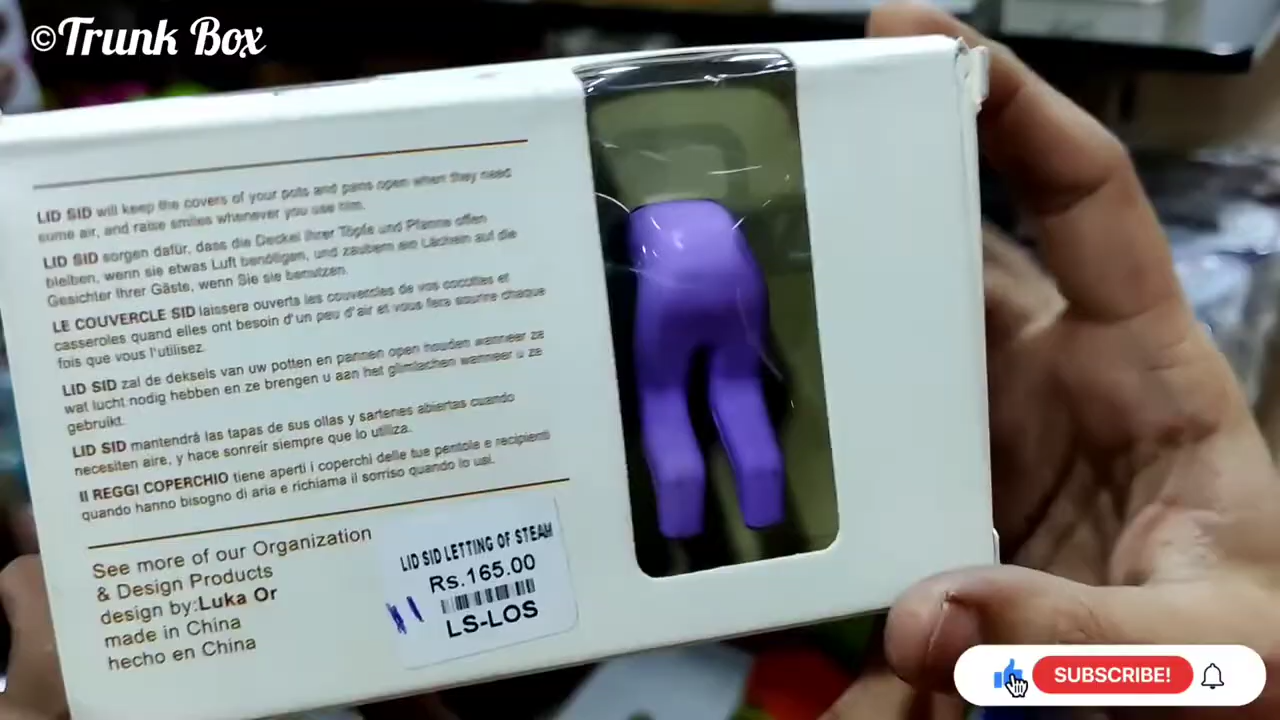 ©Trunk Box
LID SID will keep the covers of your pots and pans open when they need
some air, and raise smiles whenever you use him.
LID SID sorgen dafür, dass die Deckel Ihrer Töpfe und Pfanne offen
bleiben, wenn sie etwas Luft benötigen, und zaubern ein Lächeln auf die
Gesichter Ihrer Gäste, wenn Sie sie benutzen.
LE COUVERCLE SID laissera ouverts les couvercles de vos cocottes et
casseroles quand elles ont besoin d'un peu d'air et vous fera sourire chaque
fois que vous l'utilisez.
LID SID zal de deksels van uw potten en pannen open houden wanneer ze
wat lucht nodig hebben en ze brengen u aan het glimlachen wanneer u ze
gebruikt.
LID SID mantendrá las tapas de sus ollas y sartenes abiertas cuando
necesiten aire, y hace sonreir siempre que lo utiliza.
Il REGGI COPERCHIO tiene aperti i coperchi delle tue pentole e recipienti
quando hanno bisogno di aria e richiama il sorriso quando lo usi.
See more of our Organization
& Design Products
design by:Luka Or
made in China
hecho en China
LID SID LETTING OF STEAM
Rs.165.00
LS-LOS
SUBSCRIBE!